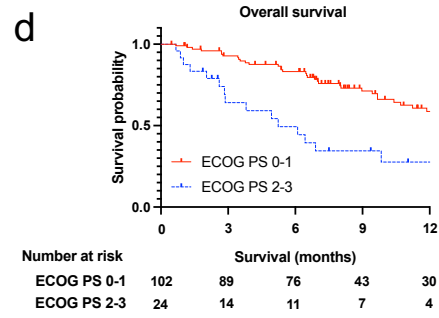 d
Overall survival
Survival probability
1.0
0.5
0.0
ECOG PS 0-1
ECOG PS 2-3
0 3 6 9 12
Number at risk Survival (months)
ECOG PS 0-1 102 89 76 43 30
ECOG PS 2-3 24 14 11 7 4